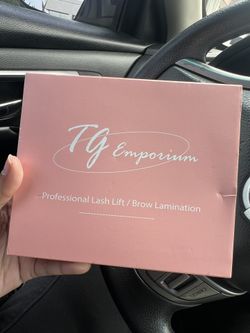 TG Emporium
Professional Lash Lift / Brow Lamination